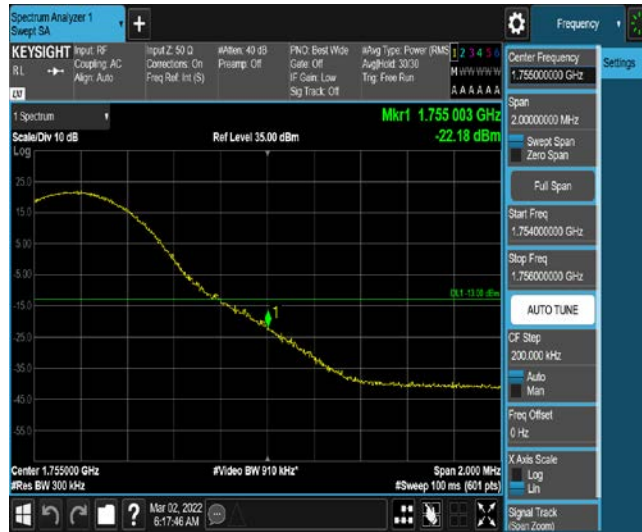 Spectrum Analyzer 1
Swept SA
+
Frequency
KEYSIGHT
Input: RF
Input Z: 50 Ω
#Atten: 40 dB
PNO: Best Wide
#Avg Type: Power (RMS
1 2 3 4 5 6
RL
Coupling: AC
Corrections: On
Preamp: Off
Gate: Off
Avg|Hold: 30/30
M W W W W W
Align: Auto
Freq Ref: Int (S)
IF Gain: Low
Trig: Free Run
LXI
Sig Track: Off
A A A A A A
1 Spectrum
Mkr1 1.755 003 GHz
Scale/Div 10 dB
Ref Level 35.00 dBm
-22.18 dBm
Log
25.0
15.0
5.00
-5.00
DL1 -13.00 dBm
-15.0
1
-25.0
-35.0
-45.0
-55.0
Center 1.755000 GHz
#Video BW 910 kHz*
Span 2.000 MHz
#Res BW 300 kHz
#Sweep 100 ms (601 pts)
Mar 02, 2022
6:17:46 AM
?
Center Frequency
1.755000000 GHz
Settings
Span
2.00000000 MHz
Swept Span
Zero Span
Full Span
Start Freq
1.754000000 GHz
Stop Freq
1.756000000 GHz
AUTO TUNE
CF Step
200.000 kHz
Auto
Man
Freq Offset
0 Hz
X Axis Scale
Log
Lin
Signal Track
(Span Zoom)